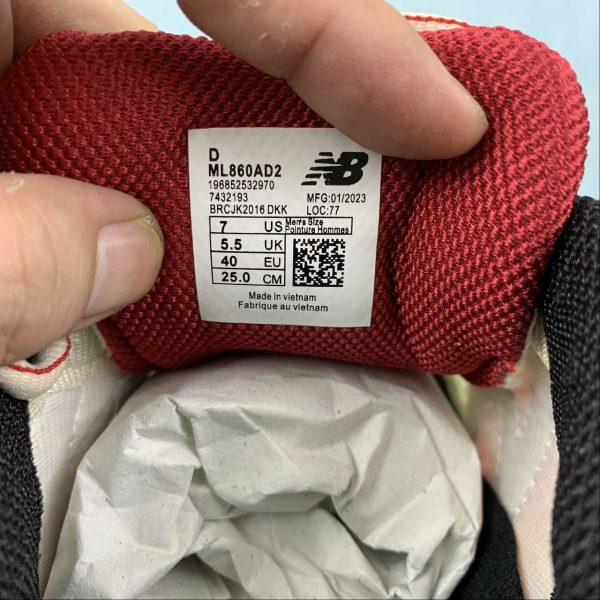 D
ML860AD2
NB
196852532970
7432193 MFG:01/2023
BRCJK2016 DKK LOC:77
7 US Men's Size
Pointure Hommes
5.5 UK
40 EU
25.0 CM
Made in vietnam
Fabrique au vietnam